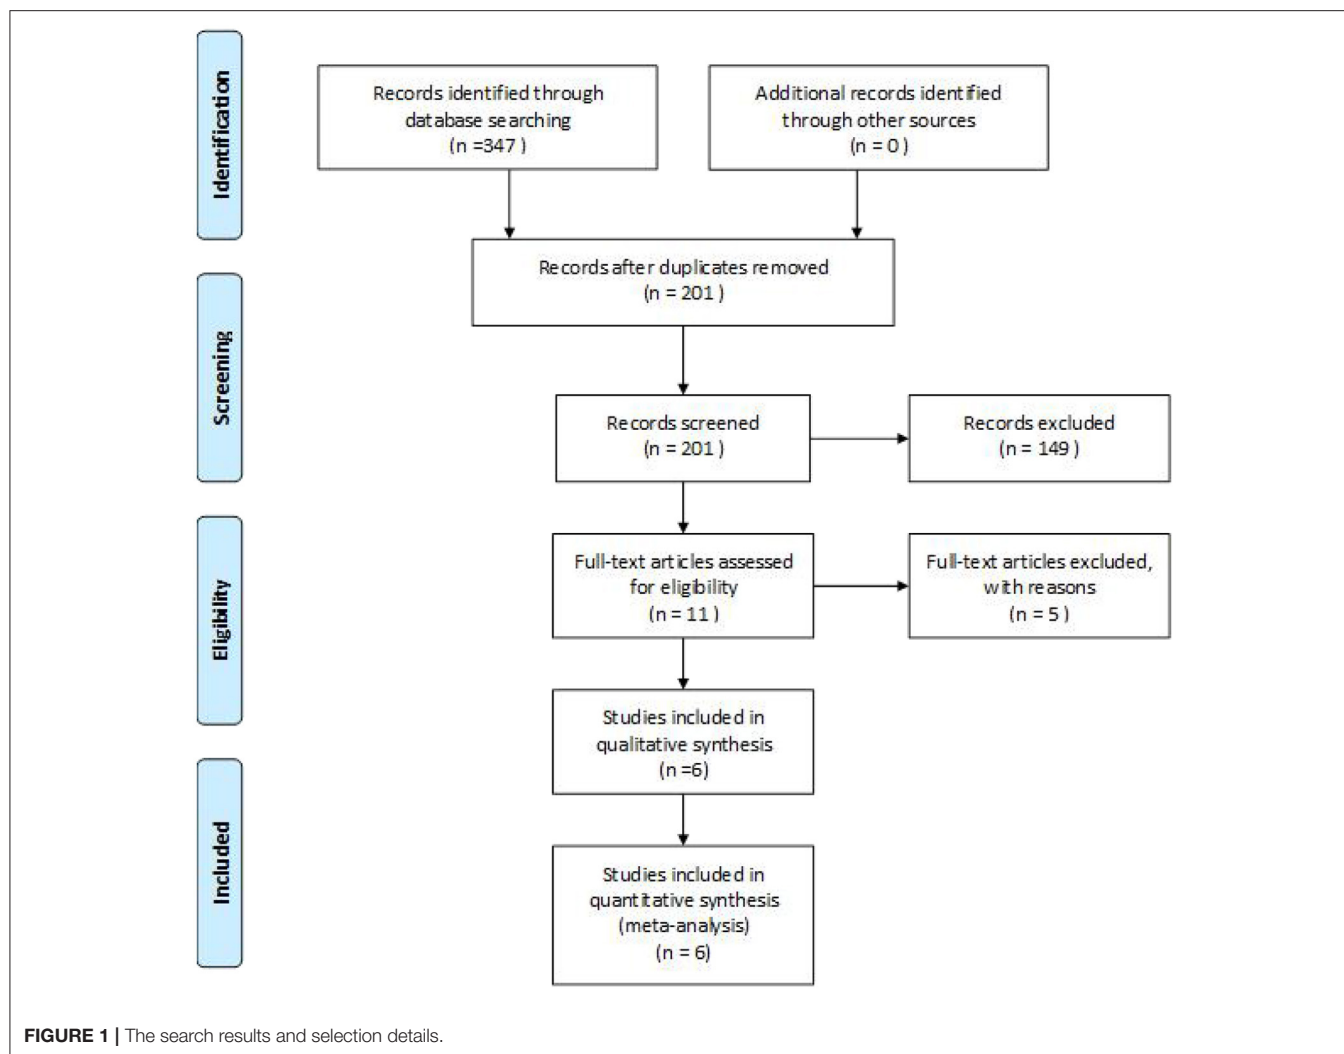 Identification
Records identified through
database searching
(n =347 )
Additional records identified
through other sources
(n = 0 )
Records after duplicates removed
(n = 201 )
Screening
Records screened
(n = 201 )
Records excluded
(n = 149 )
Eligibility
Full-text articles assessed
for eligibility
(n = 11 )
Full-text articles excluded,
with reasons
(n = 5 )
Studies included in
qualitative synthesis
(n =6)
Included
Studies included in
quantitative synthesis
(meta-analysis)
(n = 6)
FIGURE 1 | The search results and selection details.